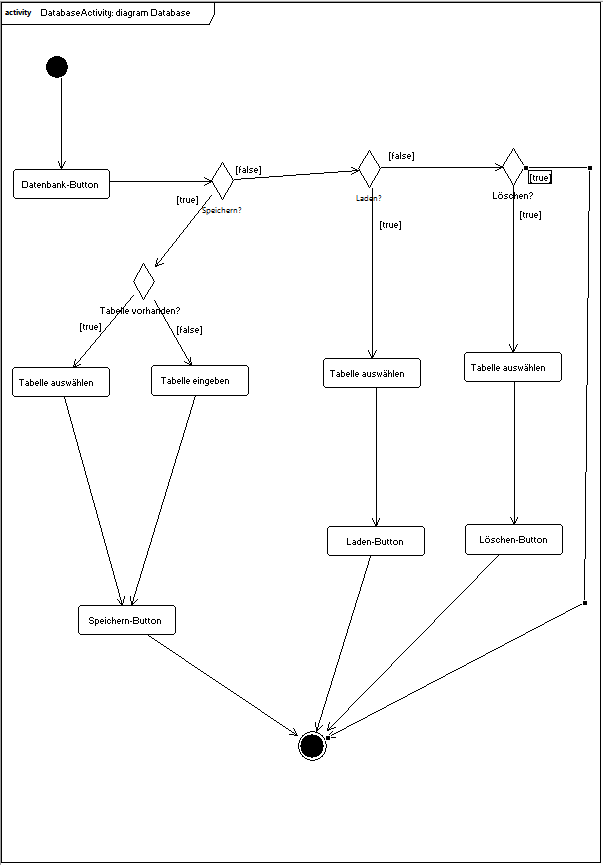 activity DatabaseActivity: diagram Database
Datenbank-Button
[false]
[true]
Speichern?
[false]
Laden?
[true]
[true]
Löschen?
[true]
Tabelle vorhanden?
[true]
[false]
Tabelle auswählen
Tabelle eingeben
Tabelle auswählen
Tabelle auswählen
Laden-Button
Löschen-Button
Speichern-Button